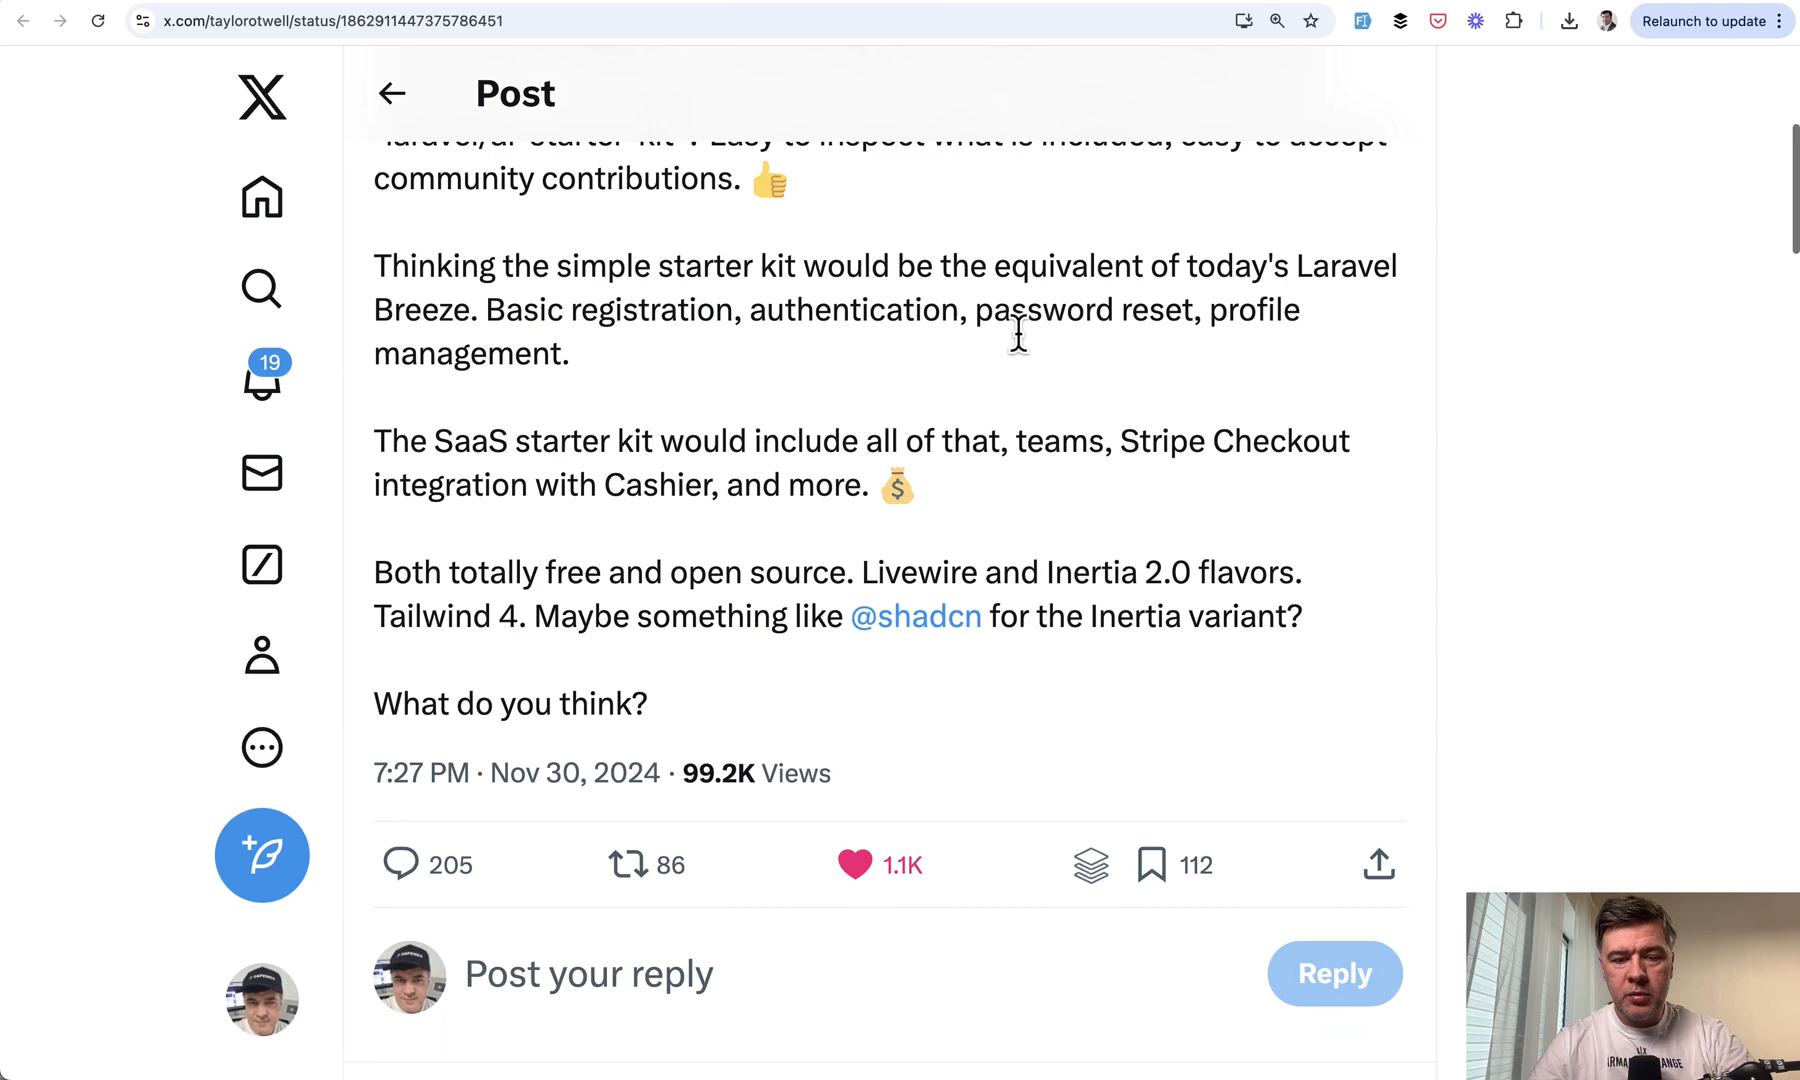 x.com/taylorotwell/status/1862911447375786451
Relaunch to update
Post
community contributions. 👍
Thinking the simple starter kit would be the equivalent of today's Laravel
Breeze. Basic registration, authentication, password reset, profile
management.
The SaaS starter kit would include all of that, teams, Stripe Checkout
integration with Cashier, and more. 💰
Both totally free and open source. Livewire and Inertia 2.0 flavors.
Tailwind 4. Maybe something like @shadcn for the Inertia variant?
What do you think?
7:27 PM · Nov 30, 2024 · 99.2K Views
205 86 1.1K 112
Post your reply
Reply
19